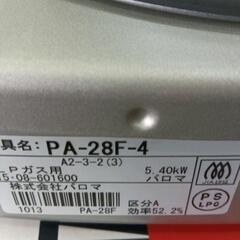 具名: PA-28F-4
A2-3-2(3)
LPガス用 5.40kW
15-08-601600 パロマ
株式会社パロマ 区分A
1013 PA-28F 効率52.2%
PS
LPG